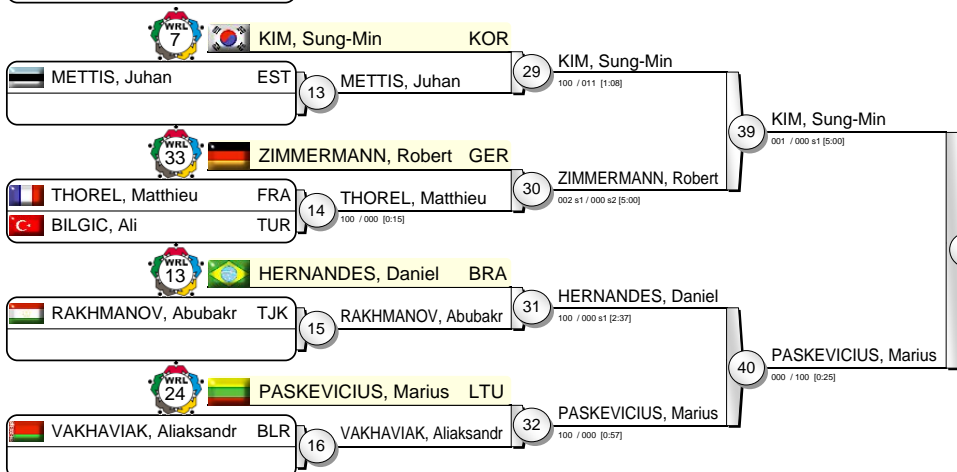 WRL
7
KIM, Sung-Min KOR
METTIS, Juhan EST
13
METTIS, Juhan
29
KIM, Sung-Min
100 / 011 [1:08]
39
KIM, Sung-Min
001 / 000 s1 [5:00]
WRL
33
ZIMMERMANN, Robert GER
THOREL, Matthieu FRA
BILGIC, Ali TUR
14
THOREL, Matthieu
100 / 000 [0:15]
30
ZIMMERMANN, Robert
002 s1 / 000 s2 [5:00]
WRL
13
HERNANDES, Daniel BRA
RAKHMANOV, Abubakr TJK
15
RAKHMANOV, Abubakr
31
HERNANDES, Daniel
100 / 000 s1 [2:37]
40
PASKEVICIUS, Marius
000 / 100 [0:25]
WRL
24
PASKEVICIUS, Marius LTU
VAKHAVIAK, Aliaksandr BLR
16
VAKHAVIAK, Aliaksandr
32
PASKEVICIUS, Marius
100 / 000 [0:57]